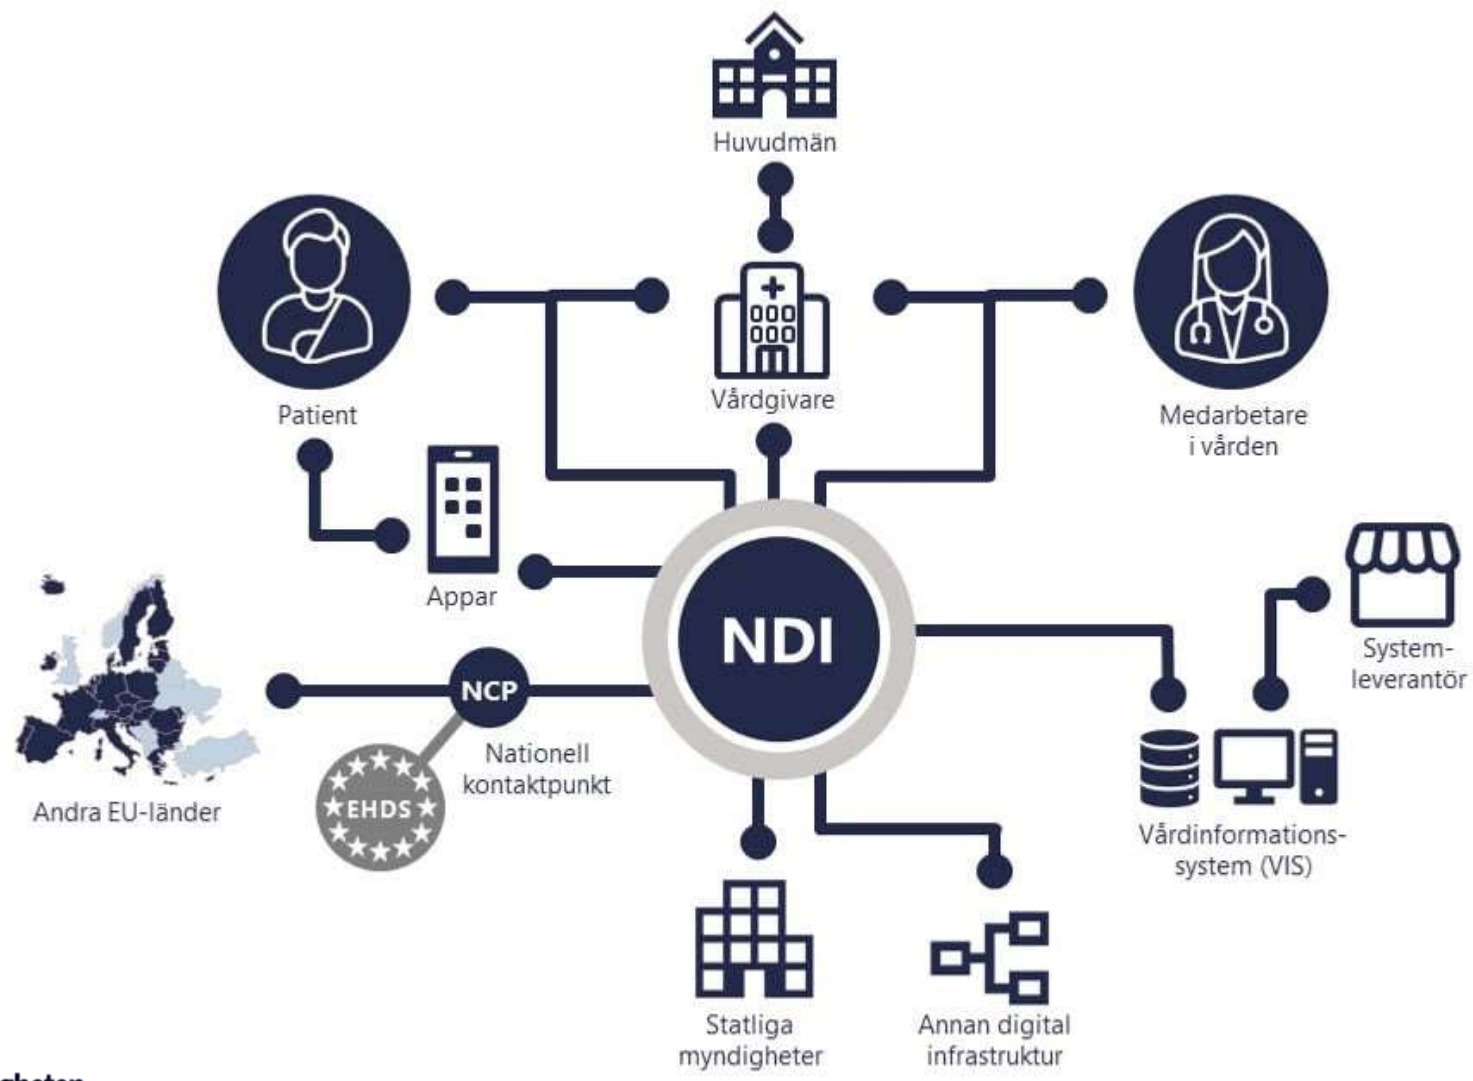 Huvudmän
Patient
Vårdgivare
Medarbetare
i vården
Appar
NDI
System-
leverantör
NCP
Nationell
kontaktpunkt
EHDS
Andra EU-länder
Vårdinformations-
system (VIS)
Statliga
myndigheter
Annan digital
infrastruktur